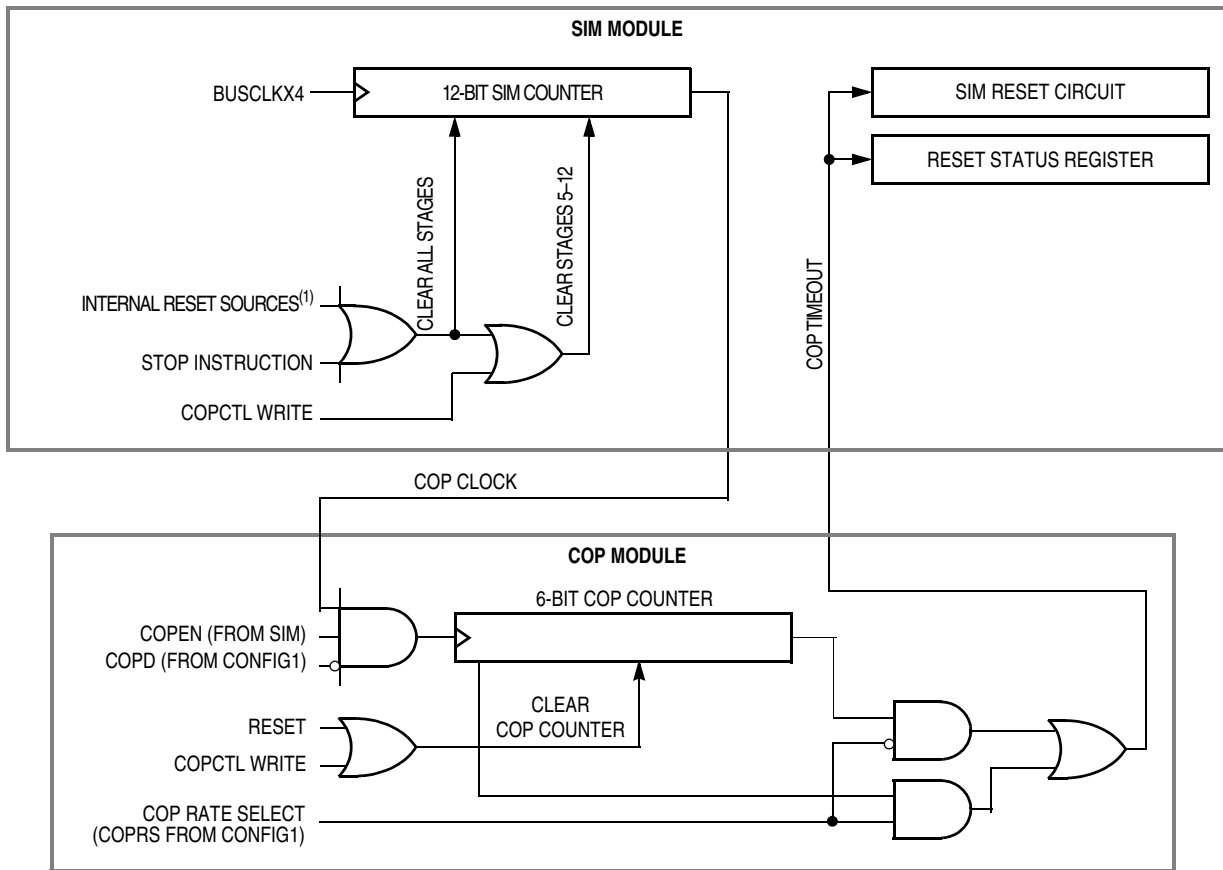 SIM MODULE
BUSCLKX4
12-BIT SIM COUNTER
SIM RESET CIRCUIT
RESET STATUS REGISTER
CLEAR ALL STAGES
CLEAR STAGES 5–12
INTERNAL RESET SOURCES(1)
STOP INSTRUCTION
COPCTL WRITE
COP TIMEOUT
COP CLOCK
COP MODULE
6-BIT COP COUNTER
COPEN (FROM SIM)
COPD (FROM CONFIG1)
CLEAR
COP COUNTER
RESET
COPCTL WRITE
COP RATE SELECT
(COPRS FROM CONFIG1)